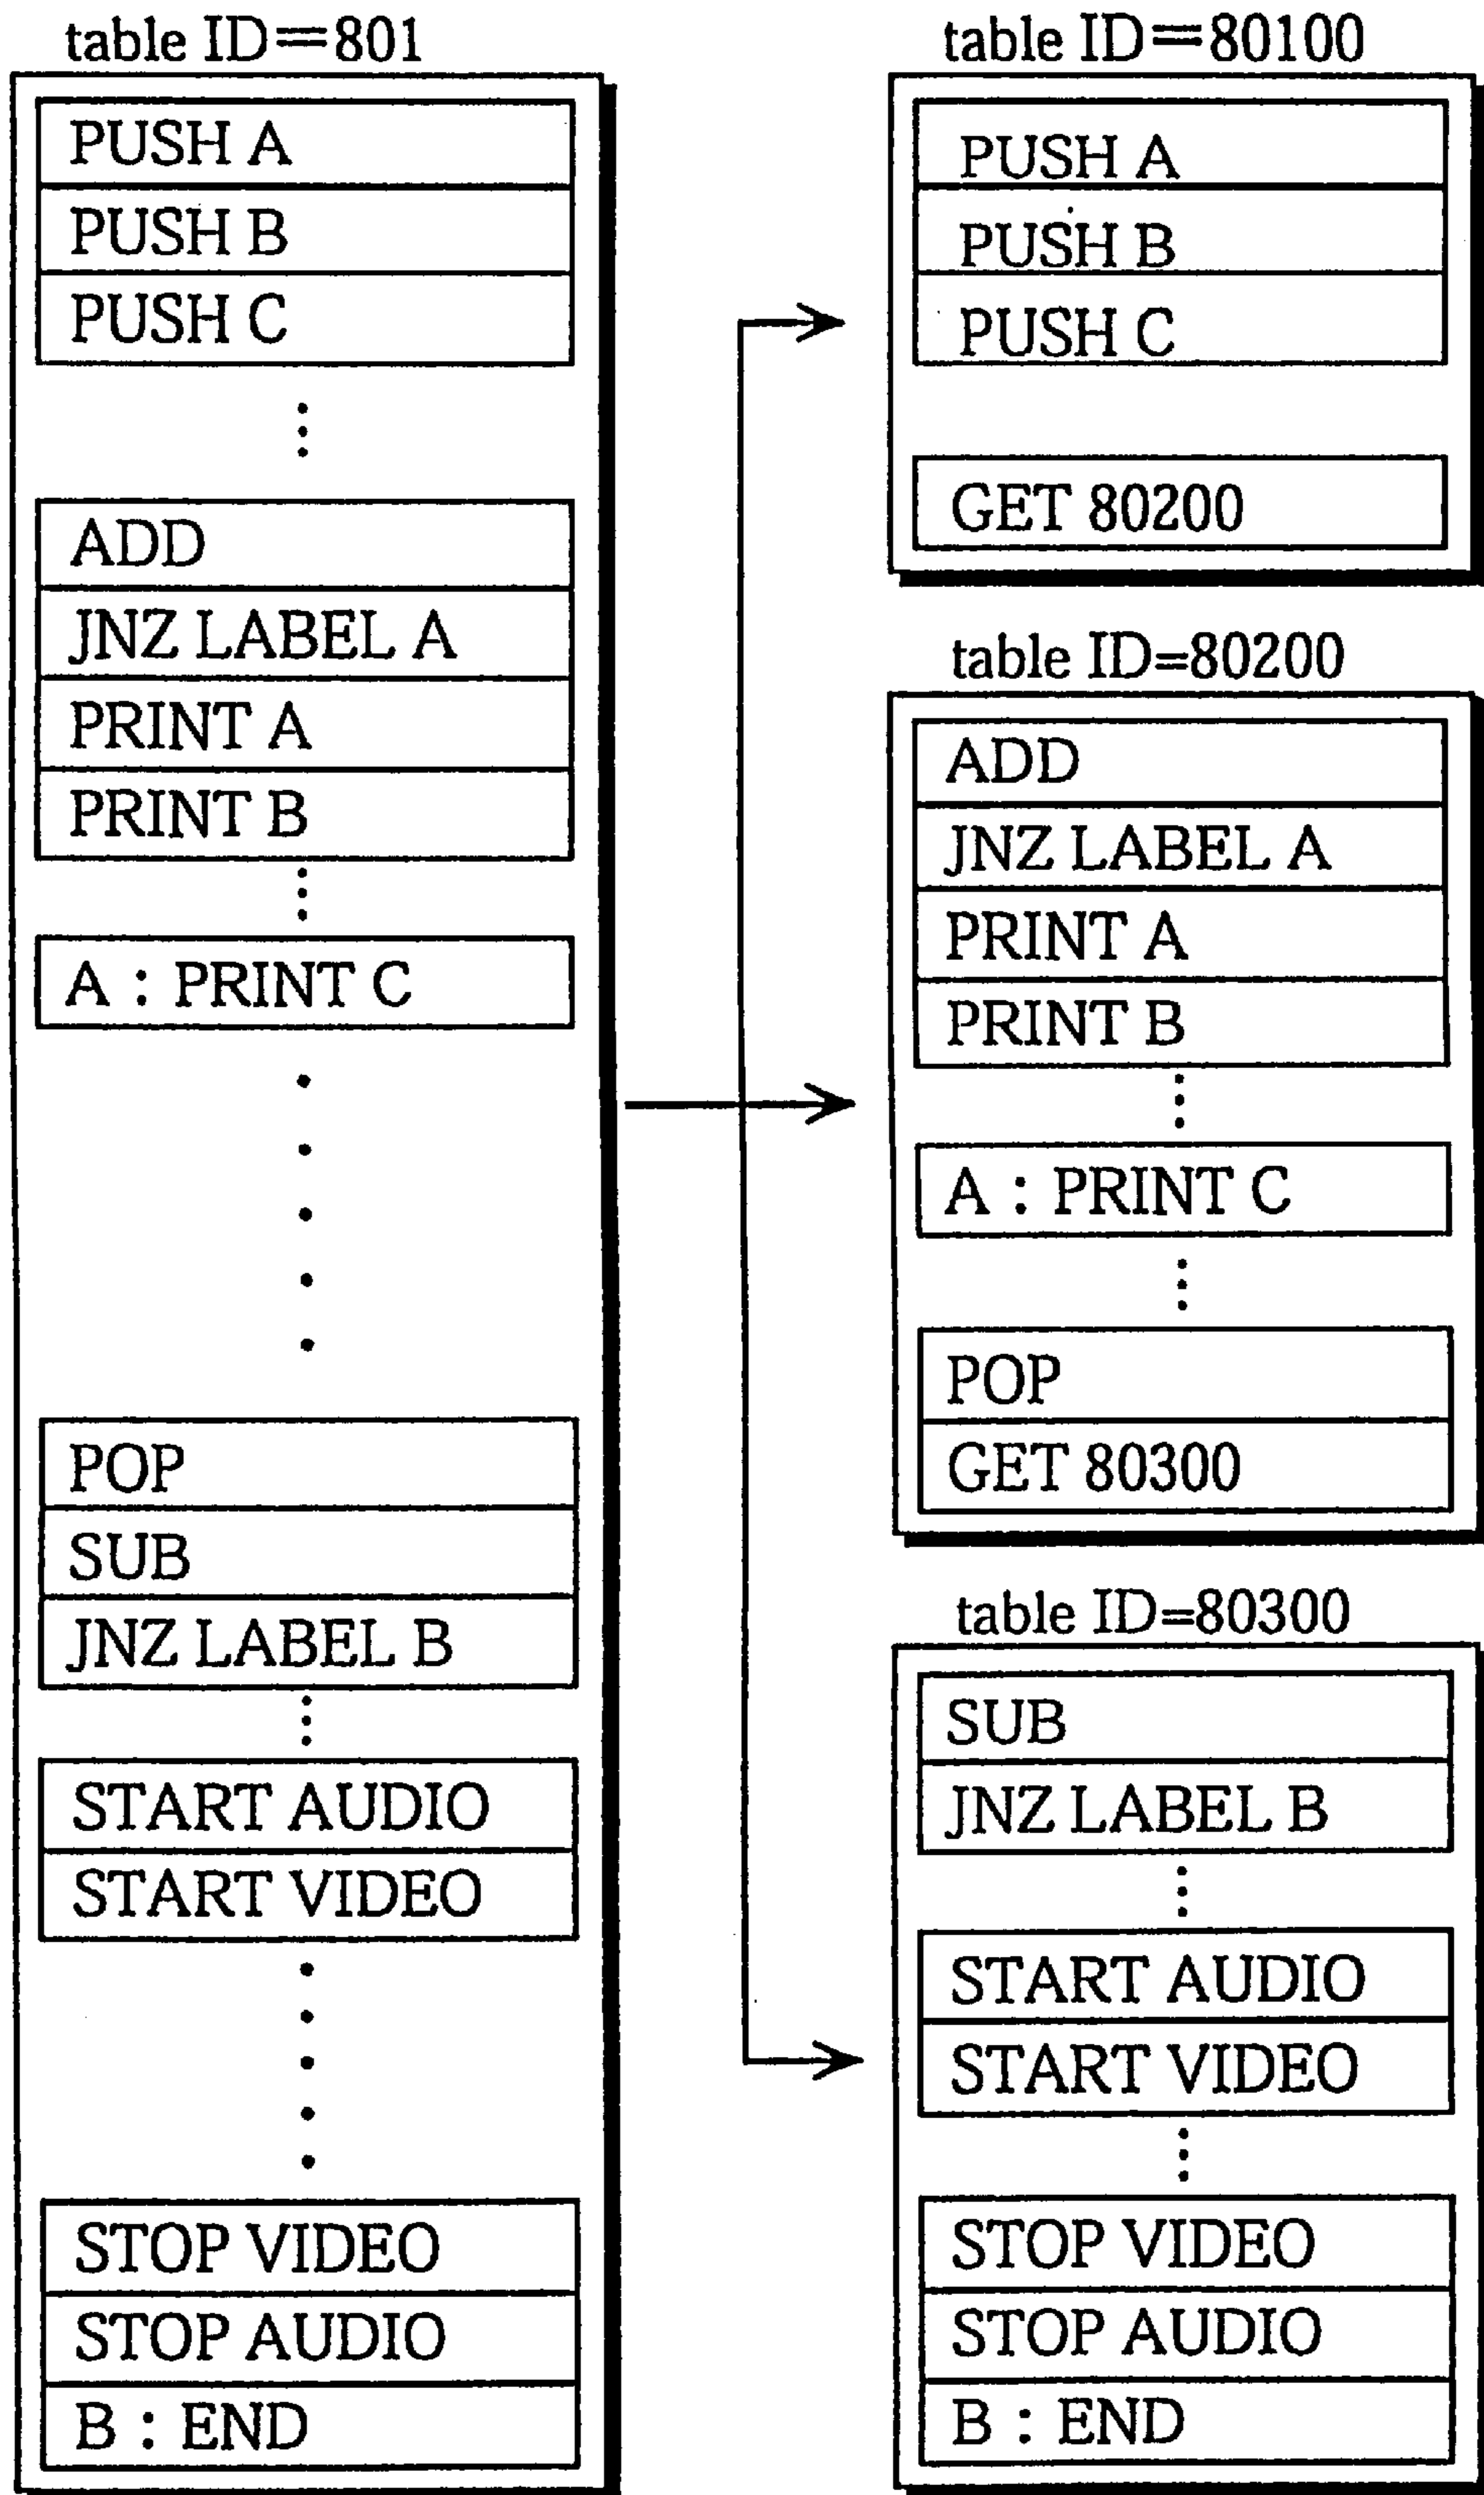 table ID=801
PUSH A
PUSH B
PUSH C
ADD
JNZ LABEL A
PRINT A
PRINT B
A : PRINT C
POP
SUB
JNZ LABEL B
START AUDIO
START VIDEO
STOP VIDEO
STOP AUDIO
B : END
table ID=80100
PUSH A
PUSH B
PUSH C
GET 80200
table ID=80200
ADD
JNZ LABEL A
PRINT A
PRINT B
A : PRINT C
POP
GET 80300
table ID=80300
SUB
JNZ LABEL B
START AUDIO
START VIDEO
STOP VIDEO
STOP AUDIO
B : END